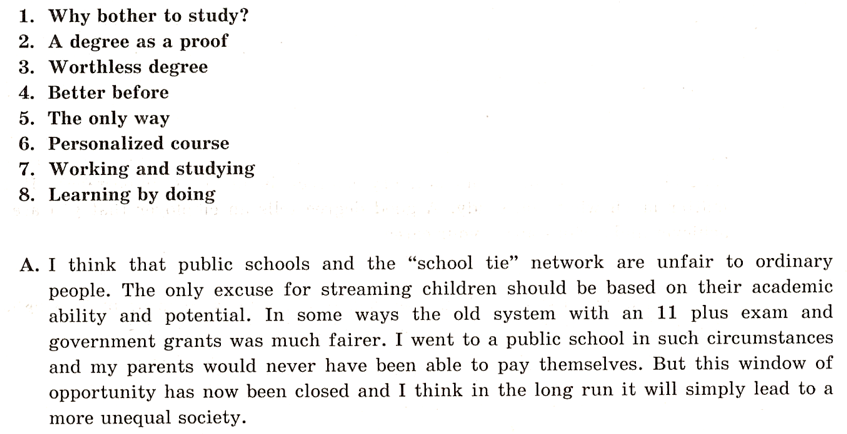 1. Why bother to study?
2. A degree as a proof
3. Worthless degree
4. Better before
5. The only way
6. Personalized course
7. Working and studying
8. Learning by doing
A. I think that public schools and the “school tie” network are unfair to ordinary
people. The only excuse for streaming children should be based on their academic
ability and potential. In some ways the old system with an 11 plus exam and
government grants was much fairer. I went to a public school in such circumstances
and my parents would never have been able to pay themselves. But this window of
opportunity has now been closed and I think in the long run it will simply lead to a
more unequal society.